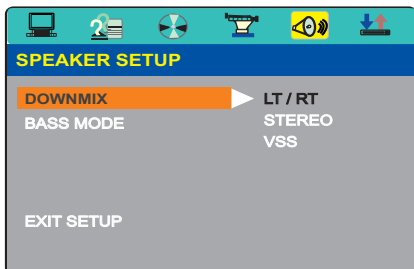 SPEAKER SETUP
DOWNMIX LT / RT
BASS MODE STEREO
VSS
EXIT SETUP